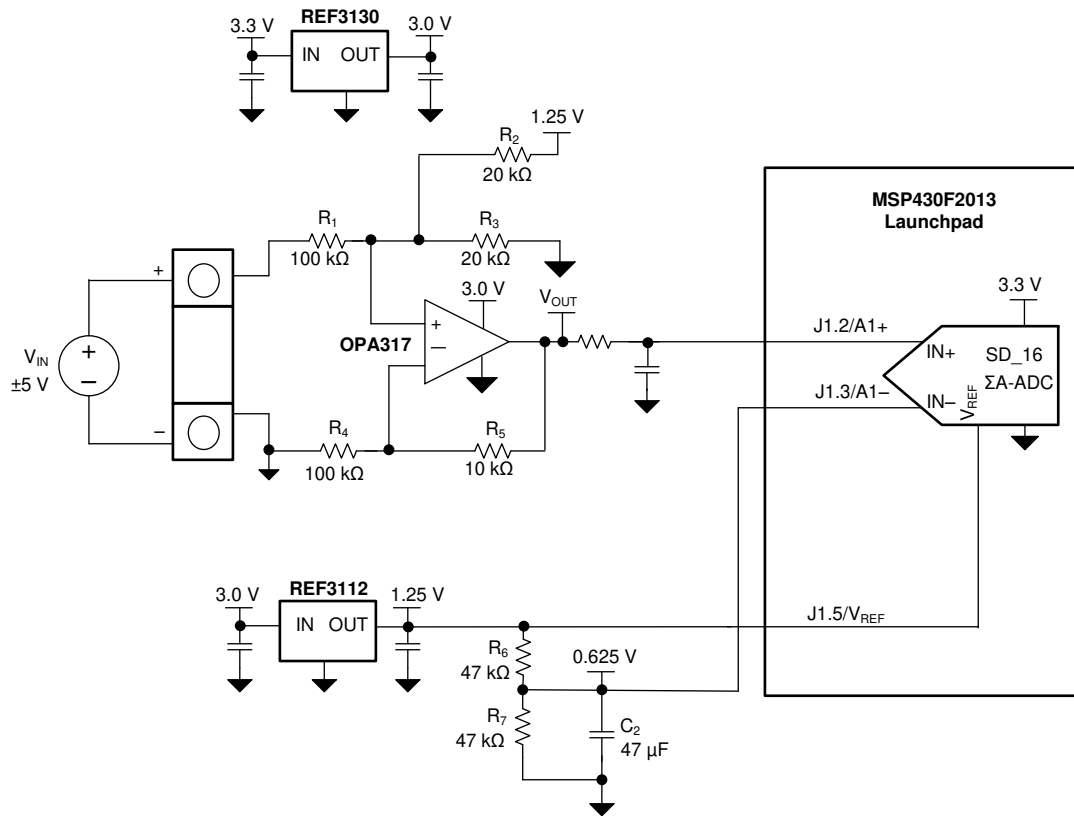 REF3130
3.3 V
3.0 V
IN OUT
1.25 V
R2
20 kΩ
R1
100 kΩ
R3
20 kΩ
3.0 V
+
−
OPA317
VOUT
+
VIN
±5 V
+
−
−
R4
100 kΩ
R5
10 kΩ
MSP430F2013
Launchpad
3.3 V
J1.2/A1+
IN+
SD_16
ΣA-ADC
J1.3/A1−
IN−
VREF
REF3112
3.0 V
1.25 V
IN OUT
J1.5/VREF
R6
47 kΩ
0.625 V
R7
47 kΩ
C2
47 µF